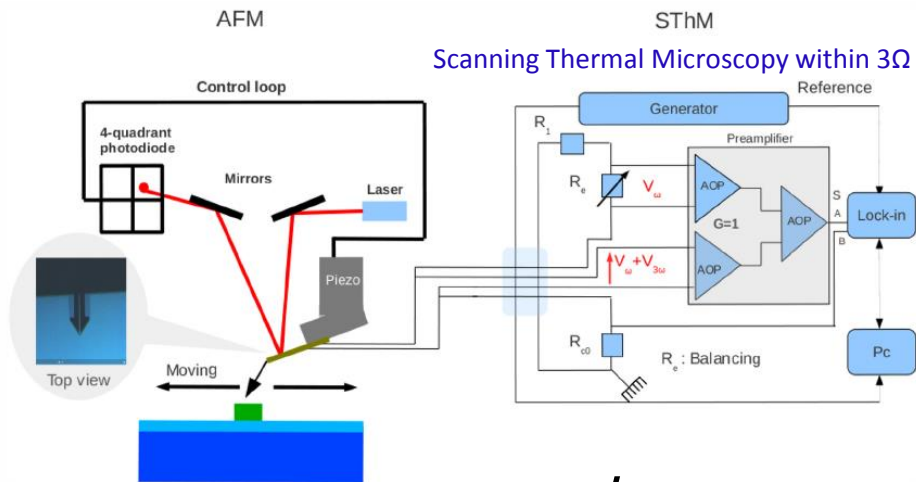 AFM
SThM
Scanning Thermal Microscopy within 3Ω
Control loop
4-quadrant
photodiode
Mirrors
Laser
Piezo
Top view
Moving
Reference
Generator
Preamplifier
R1
Re
Vω
AOP
G=1
AOP
AOP
S
A
B
Lock-in
Vω+V3ω
Rc0
Re : Balancing
Pc